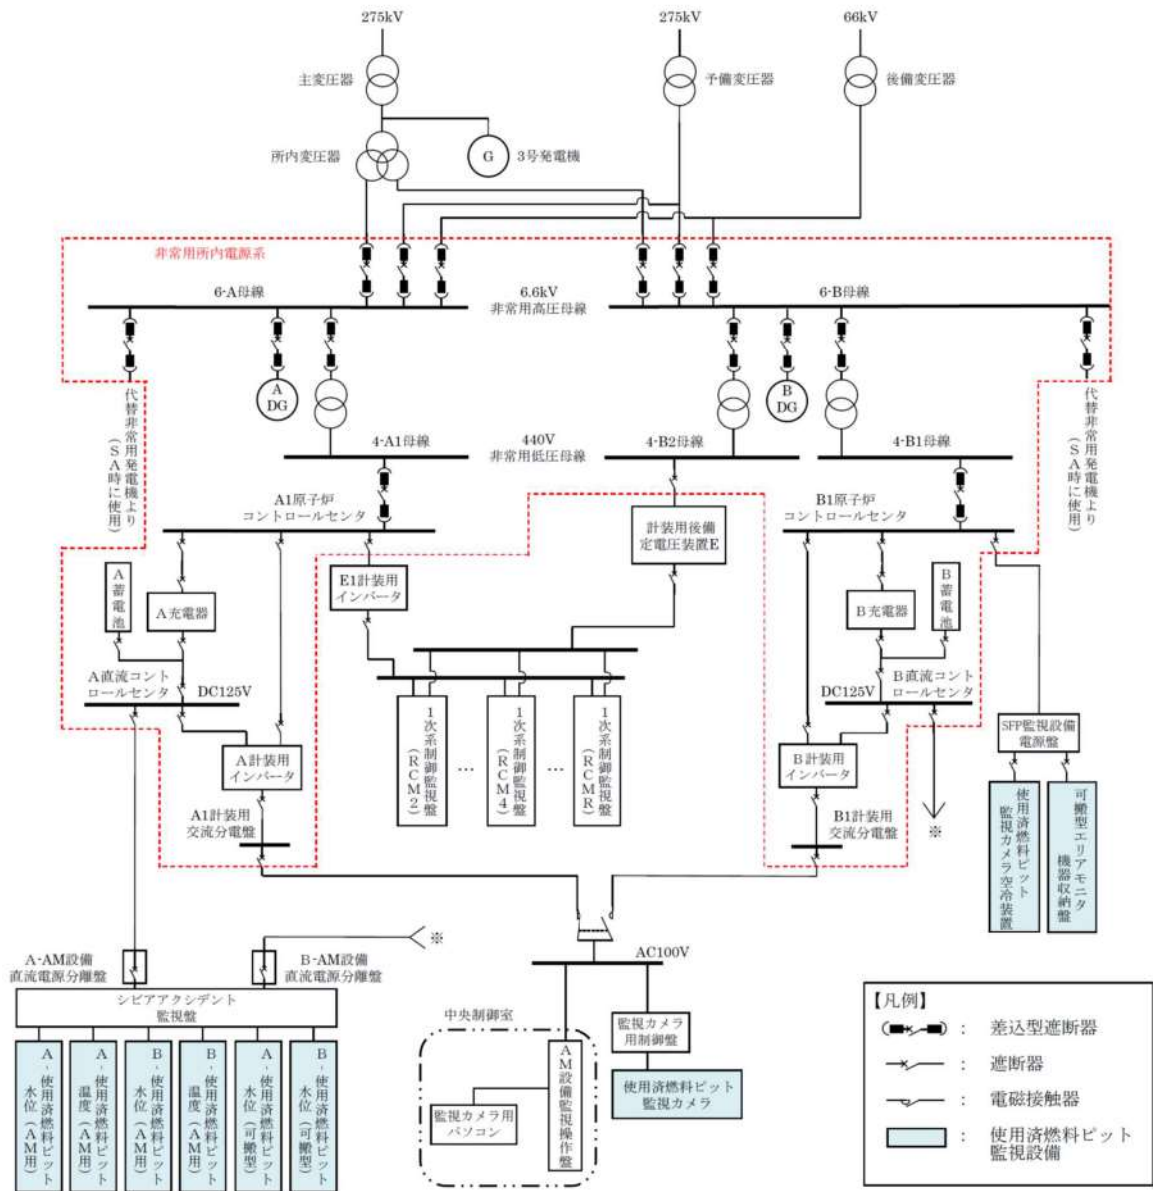 275kV
275kV
66kV
主変圧器
予備変圧器
後備変圧器
所内変圧器
G
3号発電機
非常用所内電源系
6-A母線
6.6kV
非常用高圧母線
6-B母線
A
DG
B
DG
代替非常用発電機より
(SA時に使用)
代替非常用発電機より
(SA時に使用)
4-A1母線
440V
非常用低圧母線
4-B2母線
4-B1母線
A1原子炉
コントロールセンタ
計装用後備
定電圧装置E
B1原子炉
コントロールセンタ
A蓄電池
A充電器
E1計装用
インバータ
B充電器
B蓄電池
A直流コント
ロールセンタ
DC125V
DC125V
B直流コント
ロールセンタ
1次系制御監視盤
(RCM2)
…
1次系制御監視盤
(RCM4)
…
1次系制御監視盤
(RCMR)
A計装用
インバータ
B計装用
インバータ
SFP監視設備
電源盤
A1計装用
交流分電盤
B1計装用
交流分電盤
※
使用済燃料ピット
監視カメラ空冷装置
可搬型エリアモニタ
機器収納盤
※
A-AM設備
直流電源分離盤
B-AM設備
直流電源分離盤
AC100V
シビアアクシデント
監視盤
A-使用済燃料ピット
水位(AM用)
A-使用済燃料ピット
温度(AM用)
B-使用済燃料ピット
水位(AM用)
B-使用済燃料ピット
温度(AM用)
A-使用済燃料ピット
水位(可搬型)
B-使用済燃料ピット
水位(可搬型)
中央制御室
AM設備監視操作盤
監視カメラ用
パソコン
監視カメラ
用制御盤
使用済燃料ピット
監視カメラ
【凡例】
: 差込型遮断器
: 遮断器
: 電磁接触器
: 使用済燃料ピット
監視設備